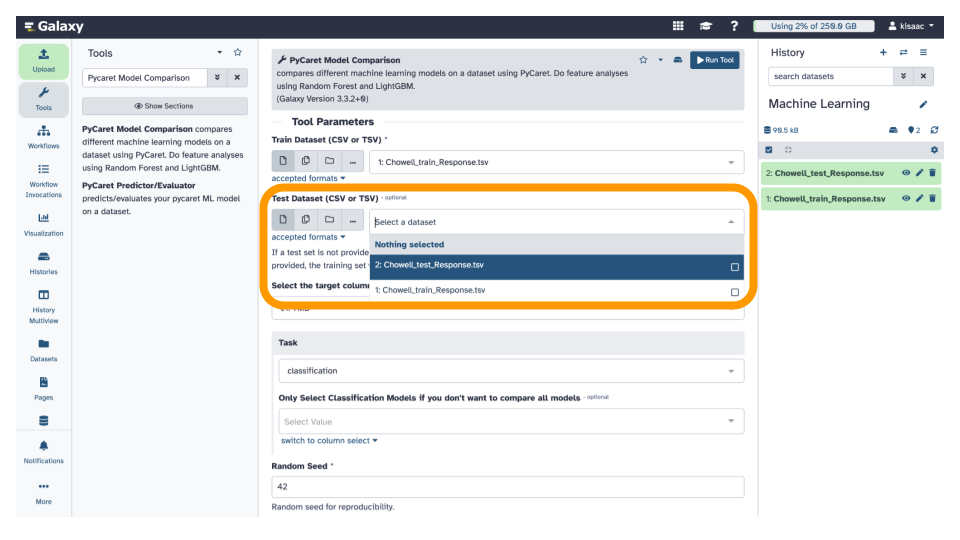 Galaxy
?
Using 2% of 250.0 GB
kisaac
Upload
Tools
Workflows
Workflow
Invocations
Visualization
Histories
History
Multiview
Datasets
Pages
Notifications
More
Tools
Pycaret Model Comparison
Show Sections
PyCaret Model Comparison compares
different machine learning models on a
dataset using PyCaret. Do feature analyses
using Random Forest and LightGBM.
PyCaret Predictor/Evaluator
predicts/evaluates your pycaret ML model
on a dataset.
PyCaret Model Comparison
compares different machine learning models on a dataset using PyCaret. Do feature analyses
using Random Forest and LightGBM.
(Galaxy Version 3.3.2+0)
Run Tool
Tool Parameters
Train Dataset (CSV or TSV) *
1: Chowell_train_Response.tsv
accepted formats
Test Dataset (CSV or TSV) - optional
Select a dataset
accepted formats
Nothing selected
If a test set is not provide
2: Chowell_test_Response.tsv
provided, the training set
Select the target colum
1: Chowell_train_Response.tsv
Task
classification
Only Select Classification Models if you don't want to compare all models - optional
Select Value
switch to column select
Random Seed *
42
Random seed for reproducibility.
History
search datasets
Machine Learning
90.5 kB
2
2: Chowell_test_Response.tsv
1: Chowell_train_Response.tsv